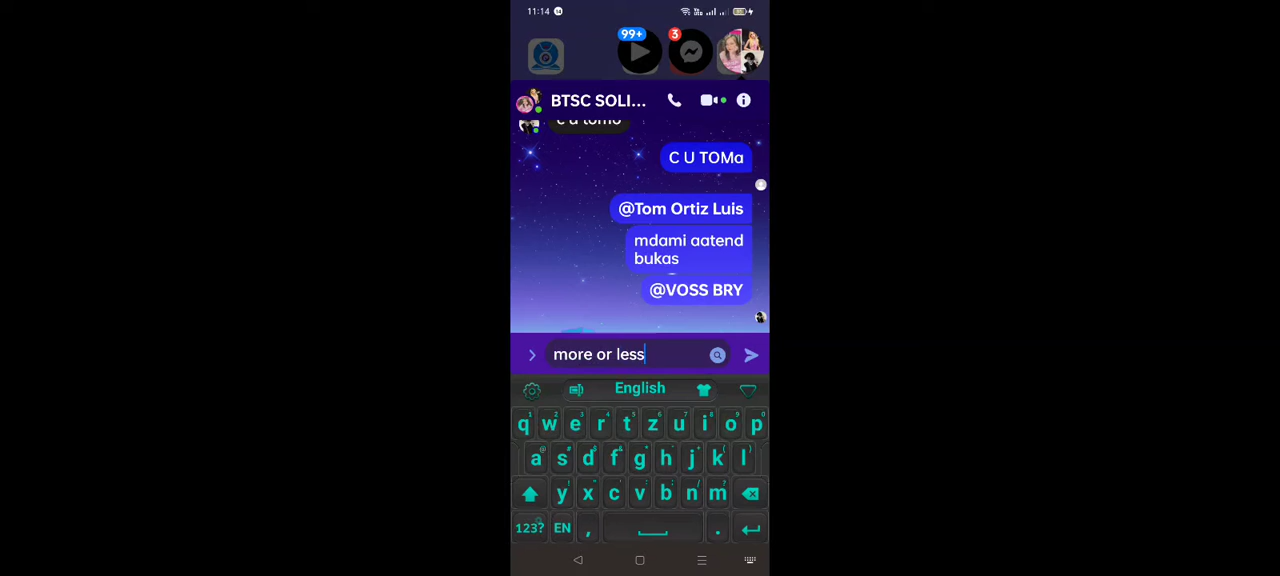 11:14
99+
3
BTSC SOLI...
c u tomo
C U TOMa
@Tom Ortiz Luis
mdami aatend
bukas
@VOSS BRY
more or less
English
q w e r t z u i o p
a s d f g h j k l
y x c v b n m
123? EN , .